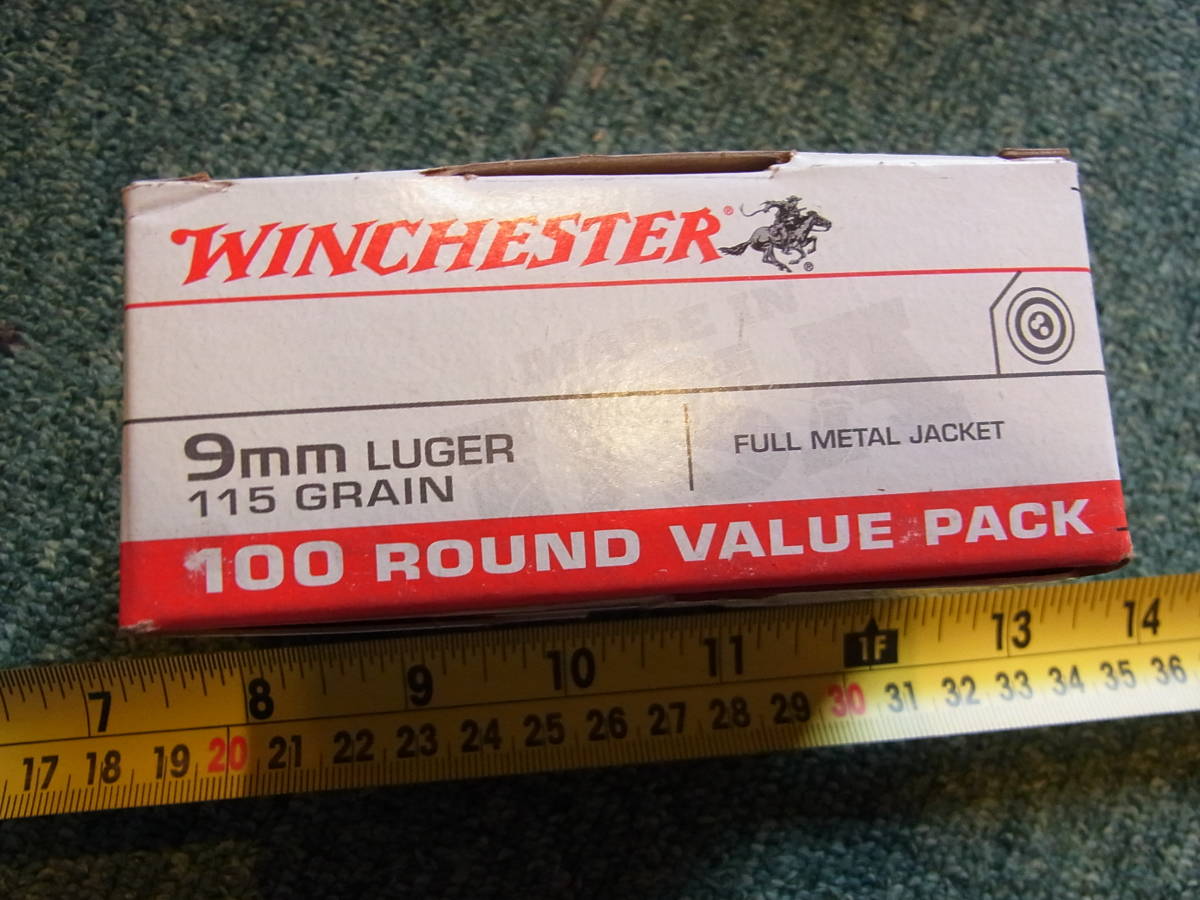 WINCHESTER®
®
MADE IN
9mm LUGER
115 GRAIN
FULL METAL JACKET
100 ROUND VALUE PACK
7 8 9 10 11 1F 13 14
17 18 19 20 21 22 23 24 25 26 27 28 29 30 31 32 33 34 35 36